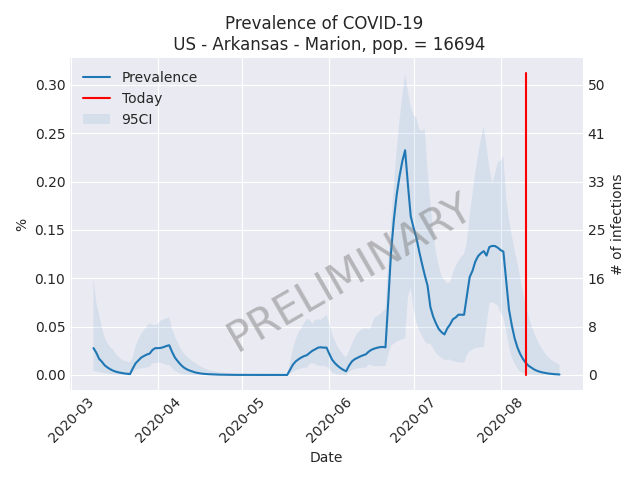 Prevalence of COVID-19
US - Arkansas - Marion, pop. = 16694
Prevalence
Today
95CI
0.30
0.25
0.20
0.15
0.10
0.05
0.00
%
50
41
33
25
16
8
0
# of infections
PRELIMINARY
2020-03
2020-04
2020-05
2020-06
2020-07
2020-08
Date